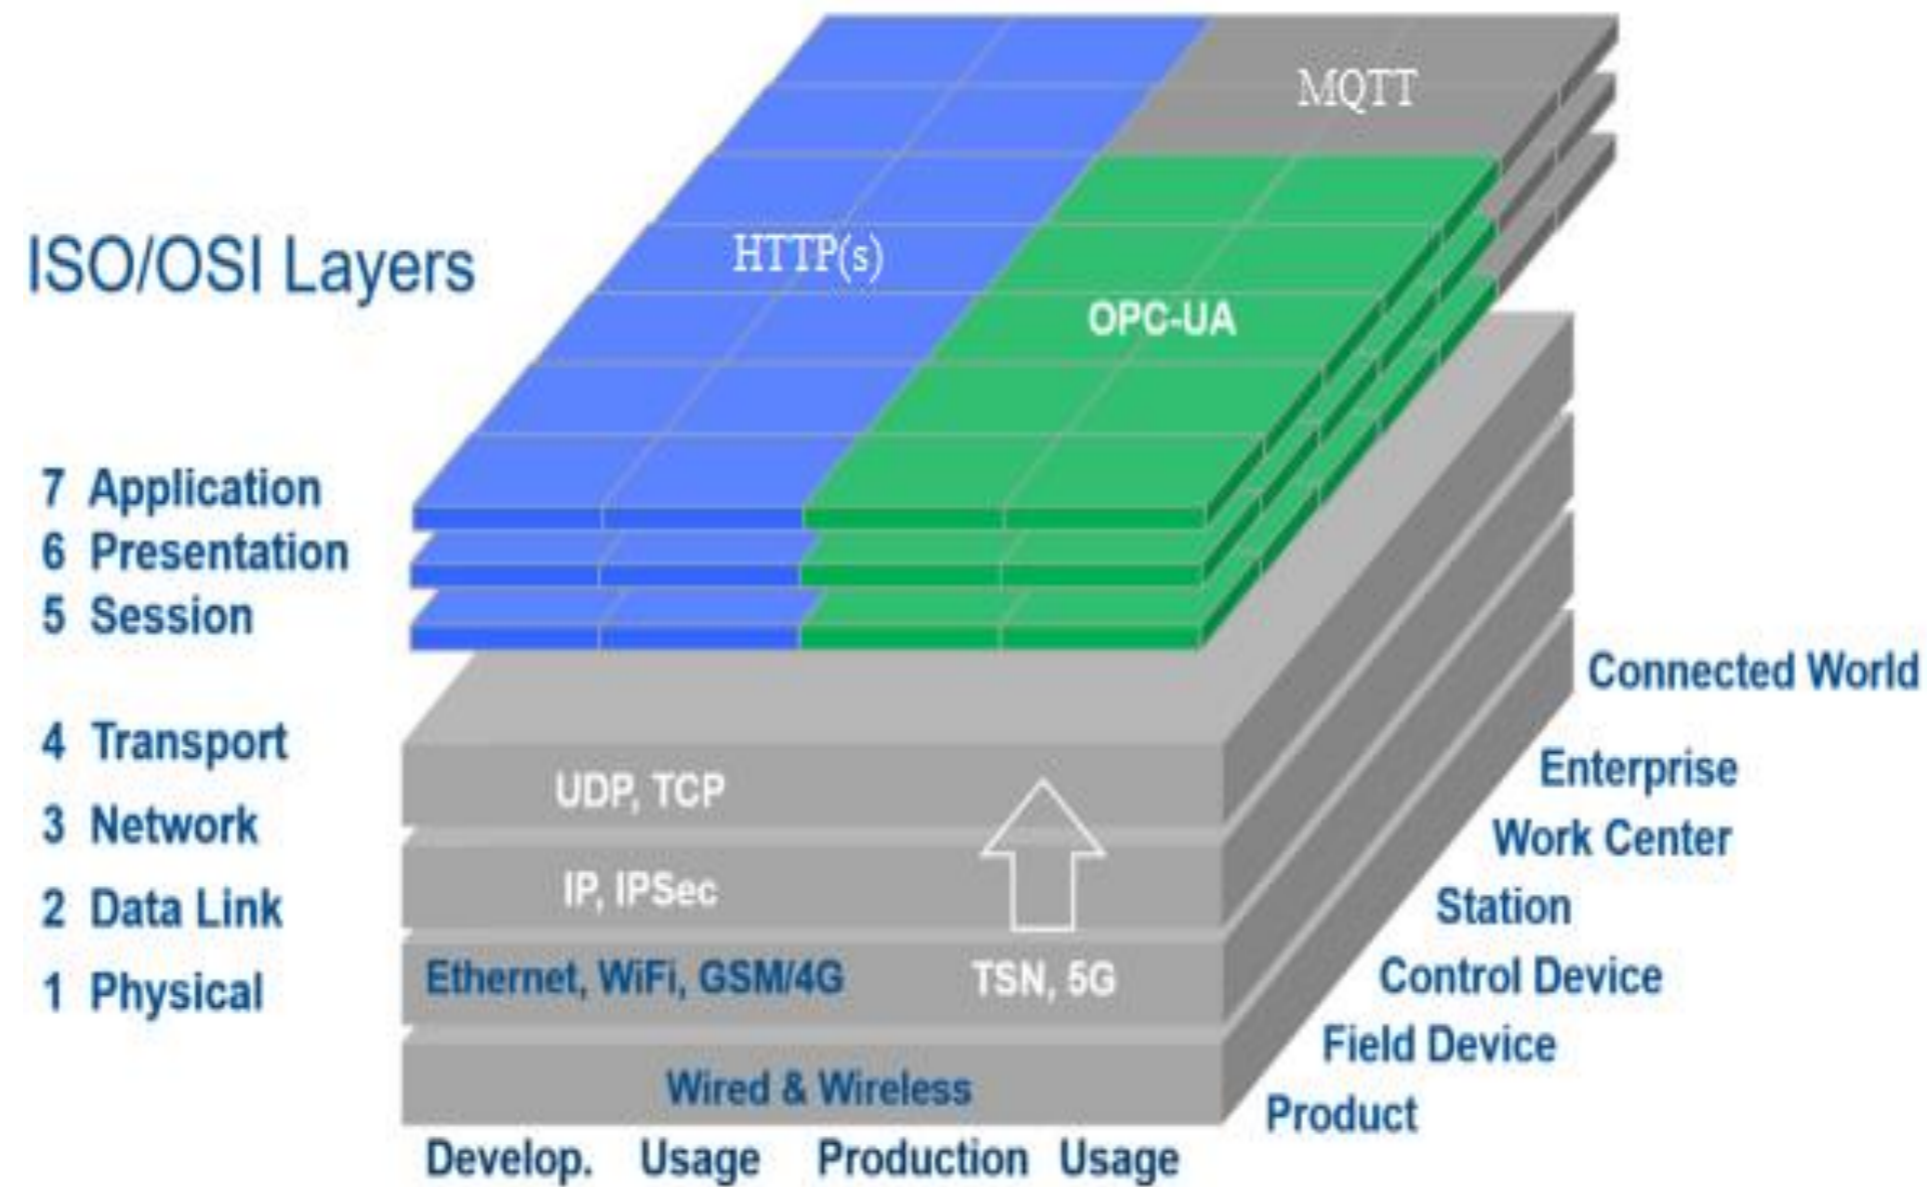 MQTT
ISO/OSI Layers
HTTP(s)
OPC-UA
7 Application
6 Presentation
5 Session
4 Transport
3 Network
2 Data Link
1 Physical
UDP, TCP
IP, IPSec
Ethernet, WiFi, GSM/4G
TSN, 5G
Wired & Wireless
Connected World
Enterprise
Work Center
Station
Control Device
Field Device
Product
Develop. Usage Production Usage